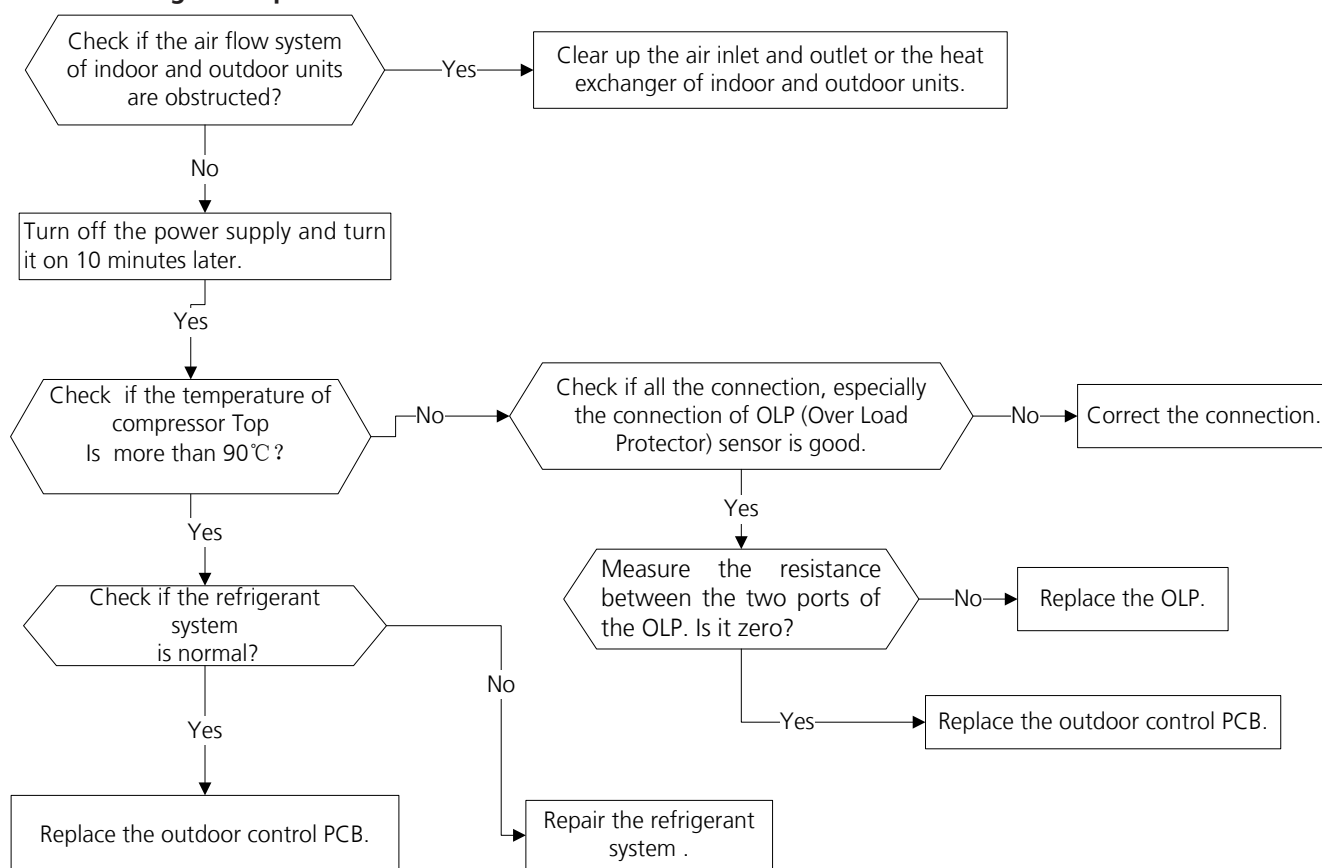 Check if the air flow system
of indoor and outdoor units
are obstructed?
Yes
Clear up the air inlet and outlet or the heat
exchanger of indoor and outdoor units.
No
Turn off the power supply and turn
it on 10 minutes later.
Yes
Check if the temperature of
compressor Top
Is more than 90℃?
No
Check if all the connection, especially
the connection of OLP (Over Load
Protector) sensor is good.
No
Correct the connection.
Yes
Yes
Measure the resistance
between the two ports of
the OLP. Is it zero?
No
Replace the OLP.
Check if the refrigerant
system
is normal?
No
Yes
Yes
Replace the outdoor control PCB.
Replace the outdoor control PCB.
Repair the refrigerant
system .